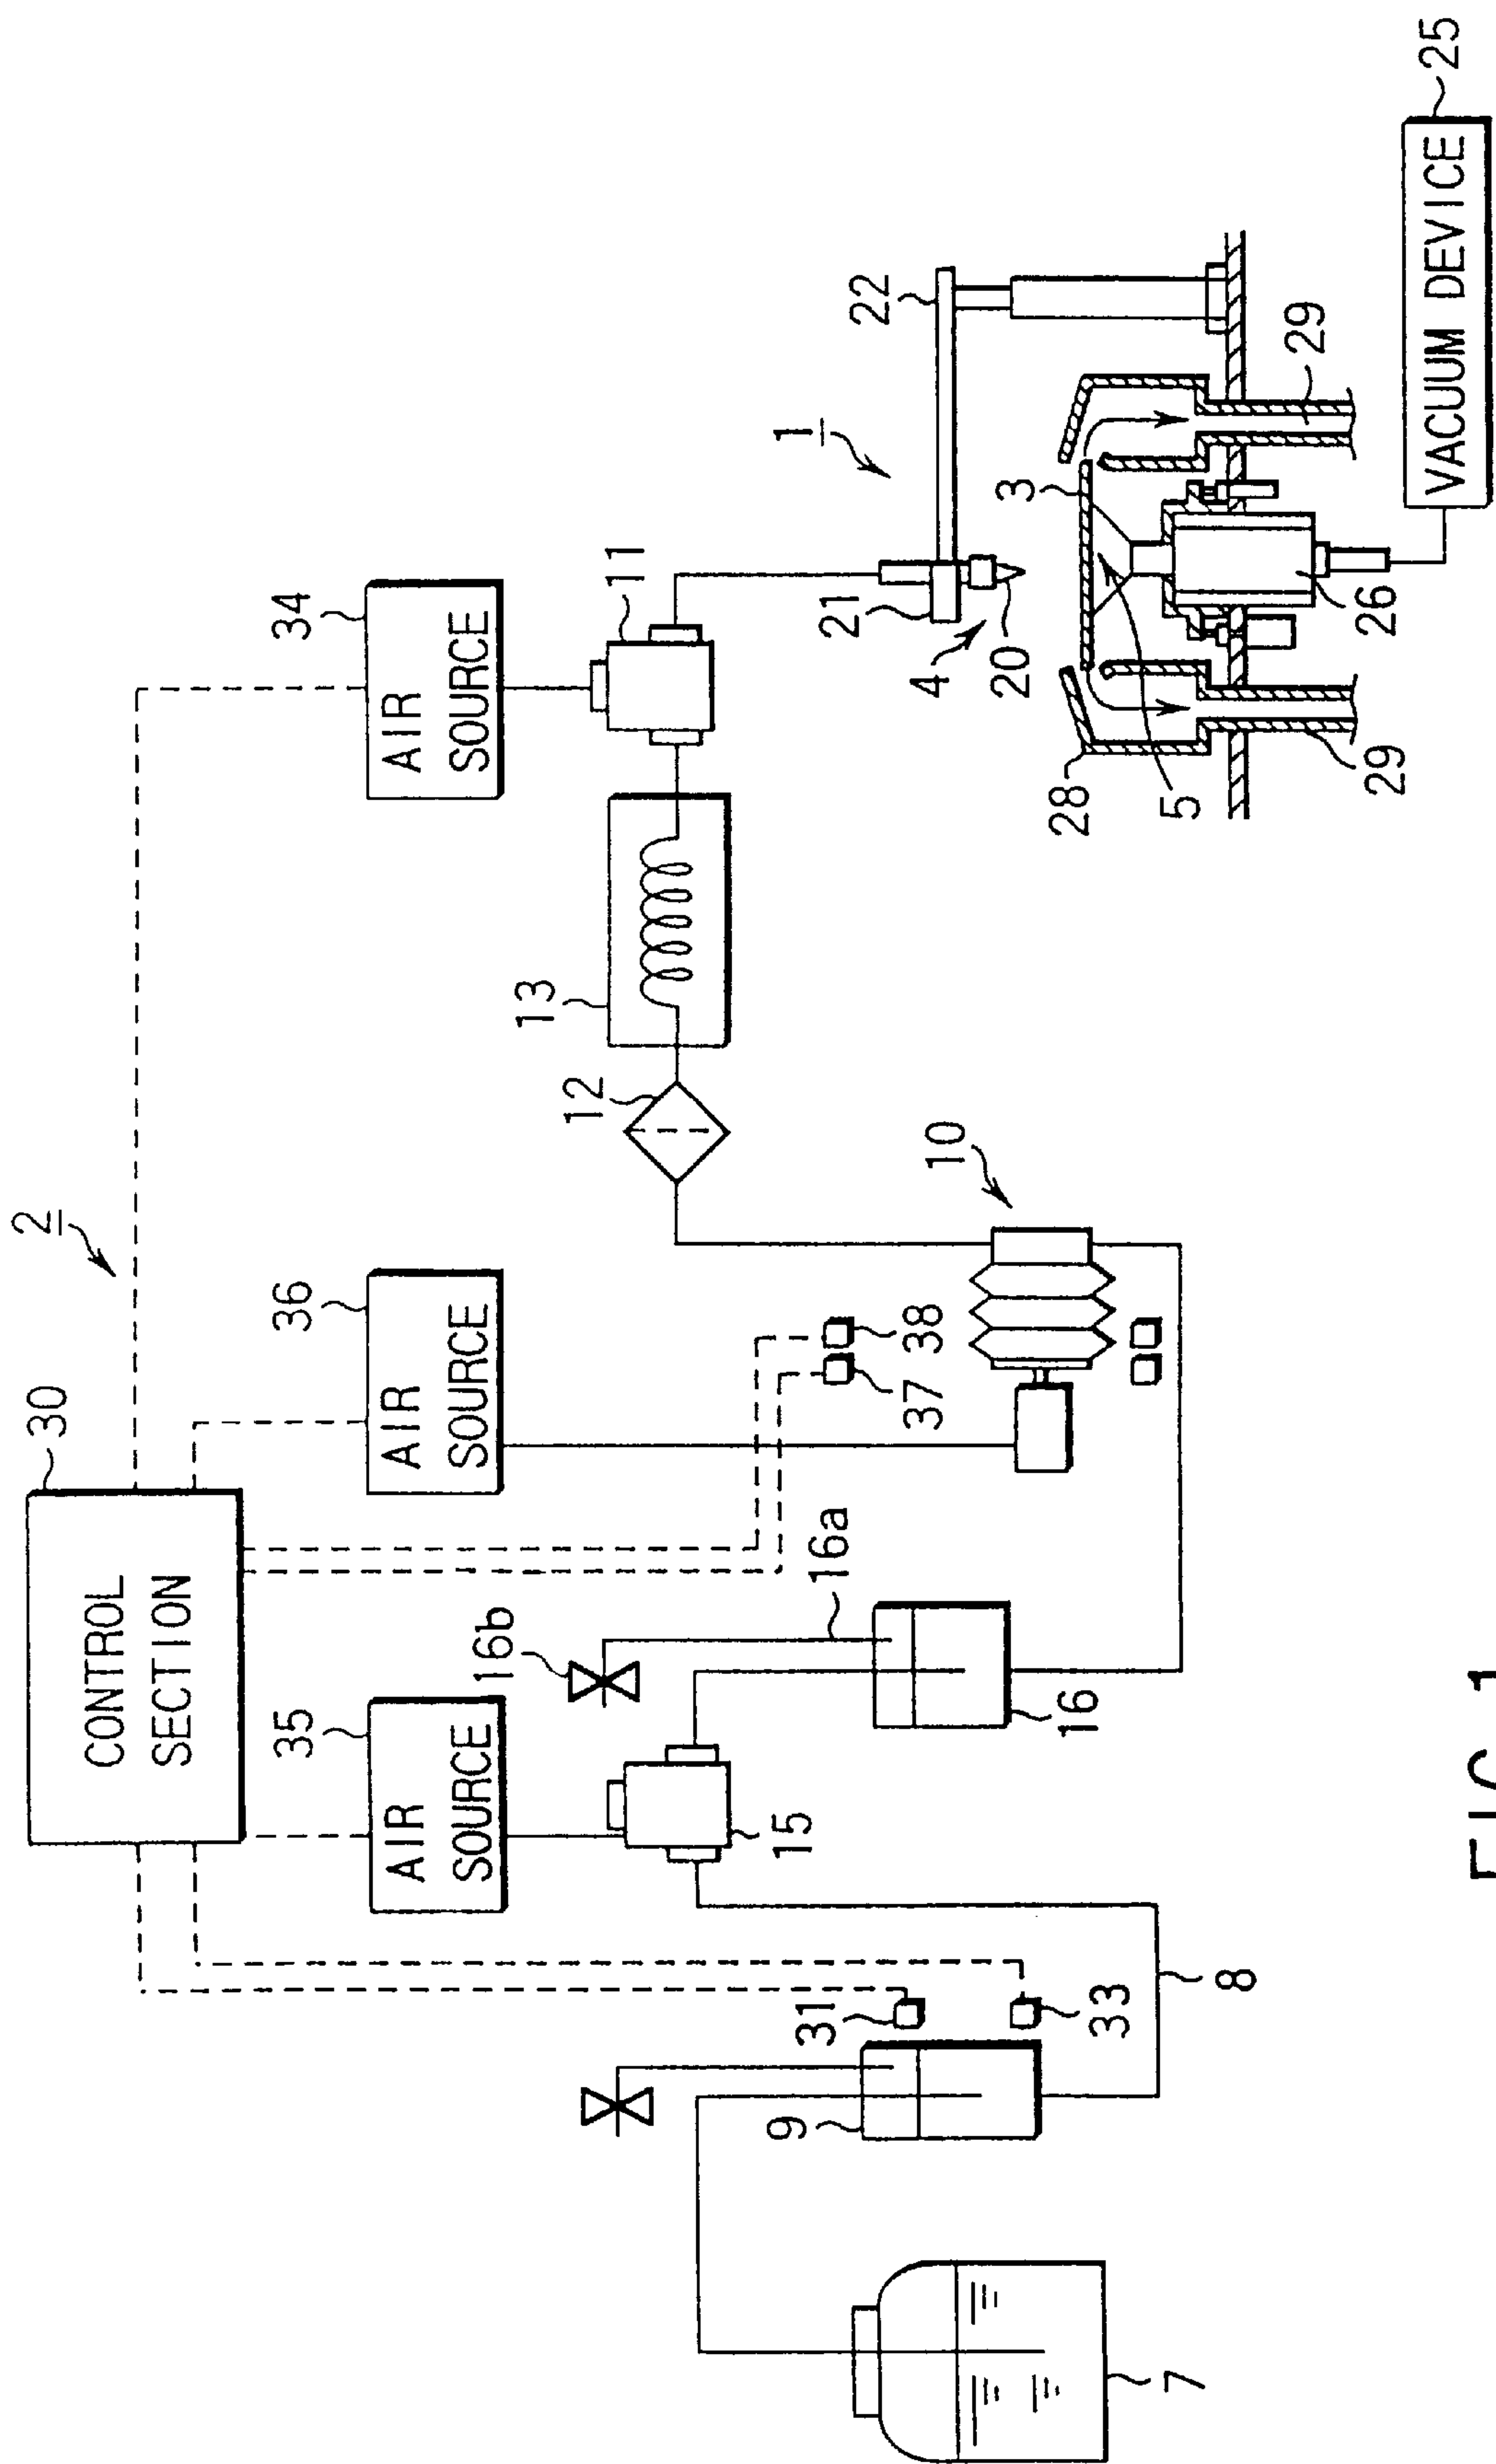 2
30
CONTROL
SECTION
34
AIR
SOURCE
36
AIR
SOURCE
35
AIR
SOURCE
11
13
12
16b
16a
15
16
10
37
38
31
33
9
8
7
1
22
21
4
20
3
28
5
29
26
29
VACUUM DEVICE
25